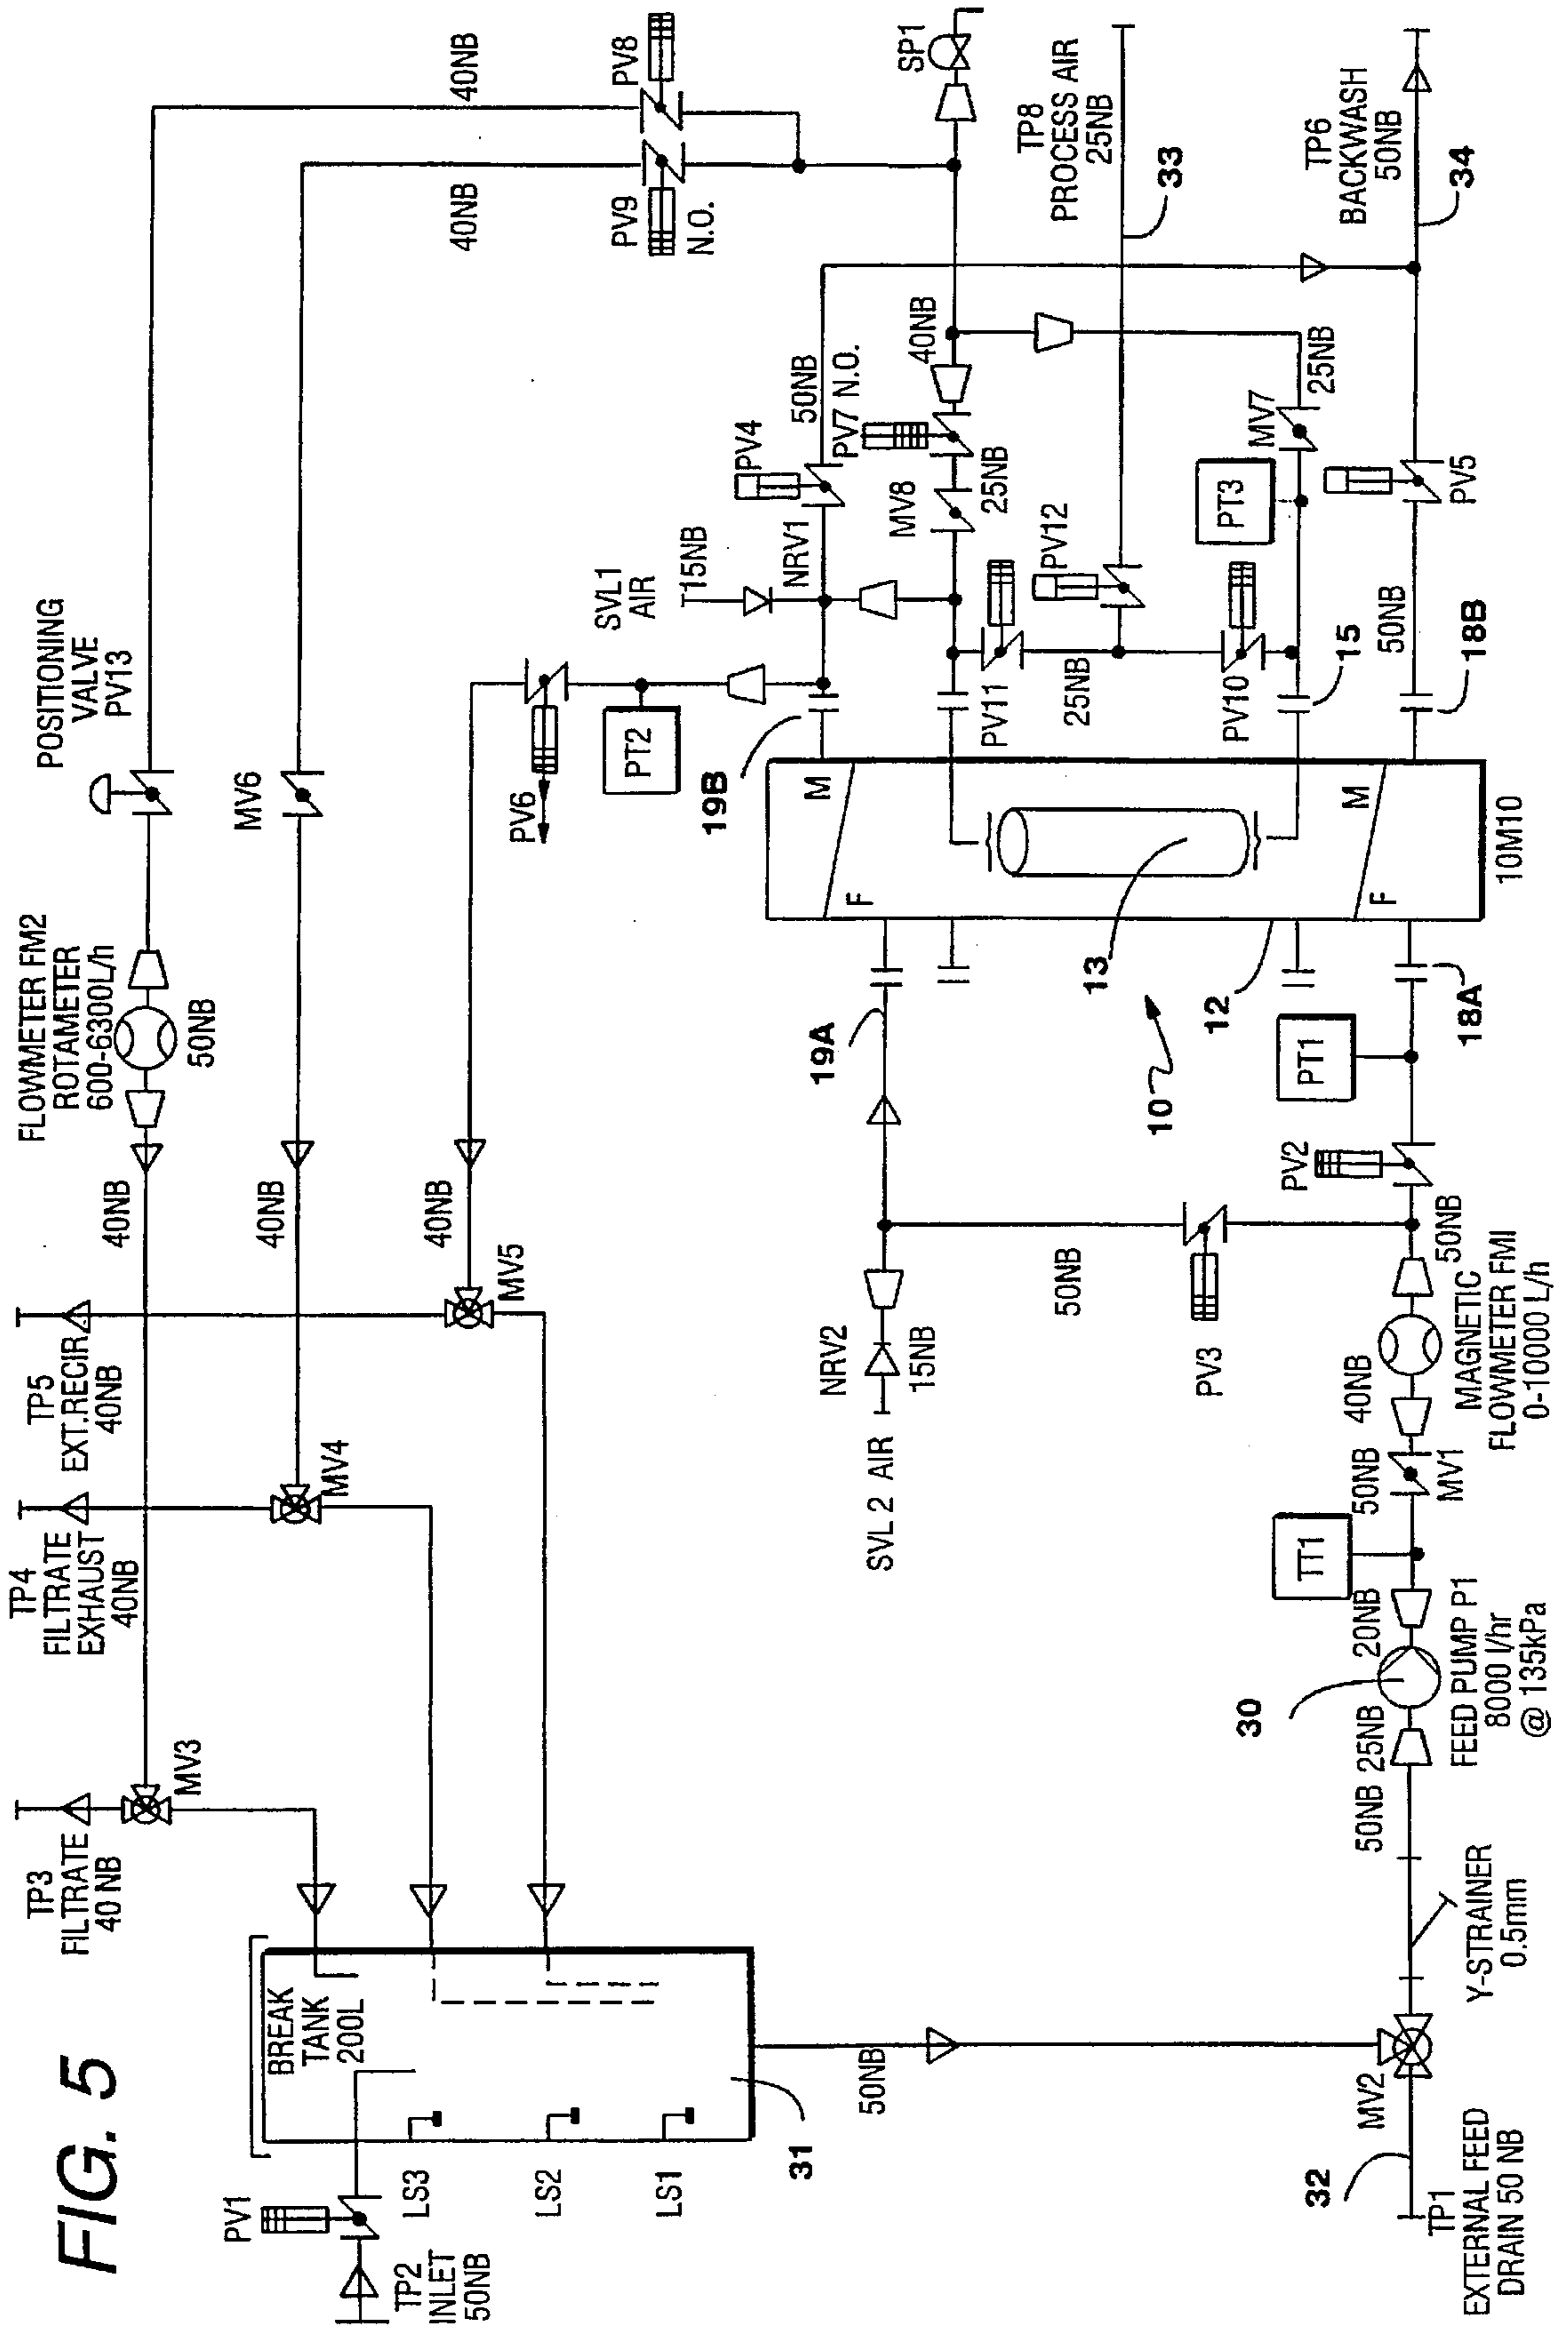 FIG. 5
TP2
INLET
50NB
PV1
LS3
LS2
LS1
BREAK
TANK
200L
31
50NB
TP3
FILTRATE
40 NB
MV3
TP4
FILTRATE
EXHAUST
40NB
MV4
TP5
EXT.RECIR
40NB
MV5
40NB
40NB
40NB
FLOWMETER FM2
ROTAMETER
600-6300L/h
50NB
POSITIONING
VALVE
PV13
MV6
PV6
PT2
40NB
40NB
PV8
PV9
N.O.
SP1
SVL1
AIR
15NB
NRV1
PV4
50NB
PV7 N.O.
40NB
MV8
25NB
PV11
25NB
PV12
PV10
PT3
MV7
25NB
15
TP8
PROCESS AIR
25NB
33
TP6
BACKWASH
50NB
34
PV5
50NB
18B
19B
M
F
M
F
10M10
13
12
10
19A
18A
PT1
PV2
50NB
PV3
50NB
NRV2
15NB
SVL 2 AIR
MAGNETIC
FLOWMETER FMI
0-10000 L/h
40NB
50NB
MV1
TT1
20NB
FEED PUMP P1
8000 l/hr
@ 135kPa
30
25NB
50NB
Y-STRAINER
0.5mm
MV2
32
TP1
EXTERNAL FEED
DRAIN 50 NB